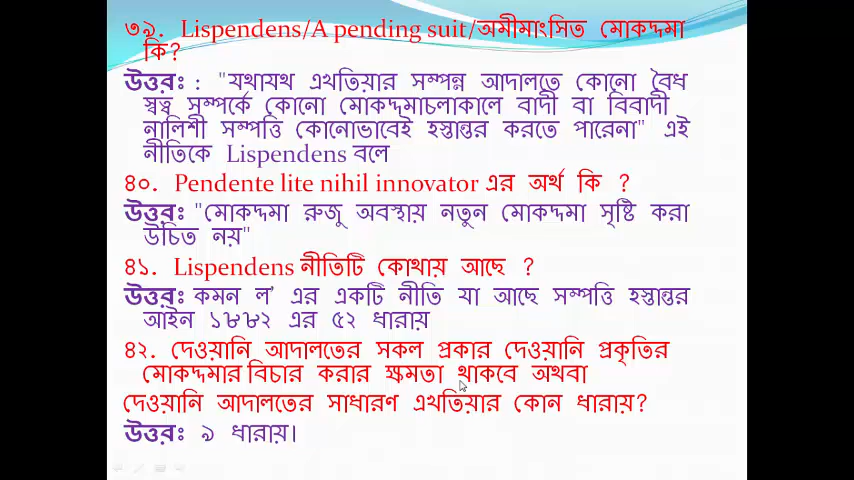 ৩৯. Lispendens/A pending suit/অমীমাংসিত মোকদ্দমা
কি?
উত্তরঃ : "যথাযথ এখতিয়ার সম্পন্ন আদালতে কোনো বৈধ
স্বত্ব সম্পর্কে কোনো মোকদ্দমাচলাকালে বাদী বা বিবাদী
নালিশী সম্পত্তি কোনোভাবেই হস্তান্তর করতে পারেনা" এই
নীতিকে Lispendens বলে
৪০. Pendente lite nihil innovator এর অর্থ কি ?
উত্তরঃ "মোকদ্দমা রুজু অবস্থায় নতুন মোকদ্দমা সৃষ্টি করা
উচিত নয়"
৪১. Lispendens নীতিটি কোথায় আছে ?
উত্তরঃ কমন ল' এর একটি নীতি যা আছে সম্পত্তি হস্তান্তর
আইন ১৮৮২ এর ৫২ ধারায়
৪২. দেওয়ানি আদালতের সকল প্রকার দেওয়ানি প্রকৃতির
মোকদ্দমার বিচার করার ক্ষমতা থাকবে অথবা
দেওয়ানি আদালতের সাধারণ এখতিয়ার কোন ধারায়?
উত্তরঃ ৯ ধারায়।